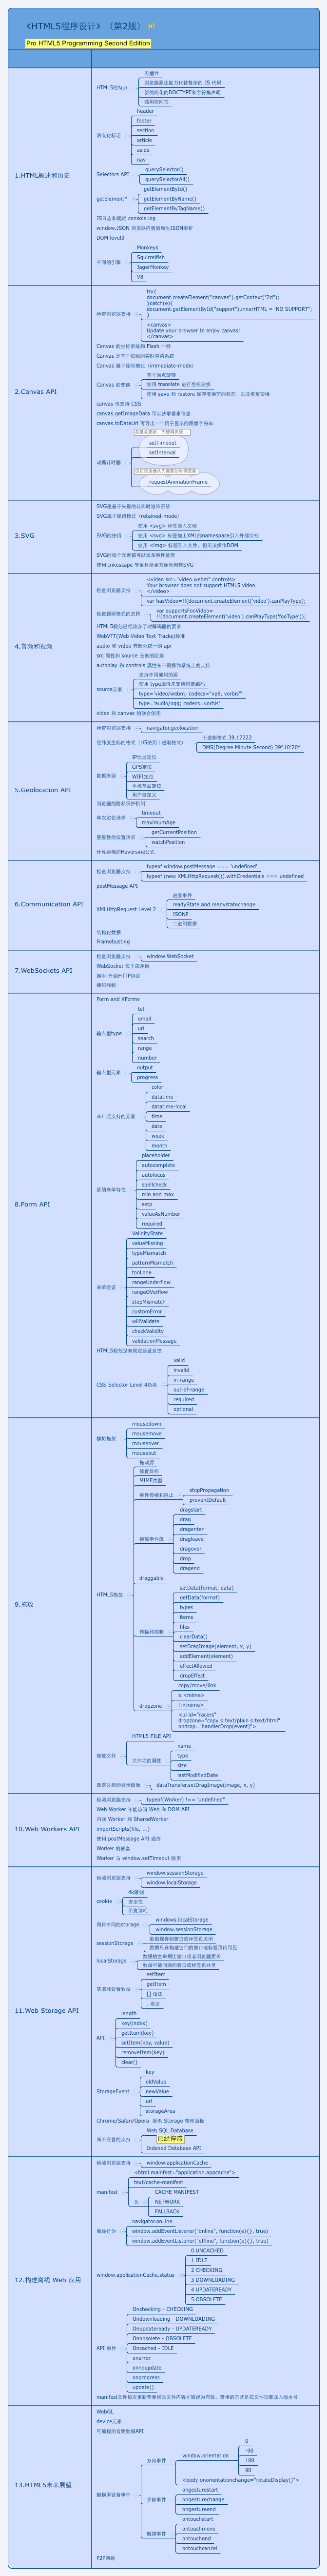 《HTML5程序设计》（第2版）
Pro HTML5 Programming Second Edition
1.HTML概述和历史
HTML5的特点
无插件
浏览器原生能力代替复杂的 JS 代码
新的简化的DOCTYPE和字符集声明
通用访问性
语义化标记
header
footer
section
article
aside
nav
Selectors API
querySelector()
querySelectorAll()
getElement*
getElementById()
getElementByName()
getElementByTagName()
JS日志和调试 console.log
window.JSON 浏览器内置的原生JSON解析
DOM level3
不同的引擎
Monkeys
Squirrelfish
JagerMonkey
V8
2.Canvas API
检测浏览器支持
try{
document.createElement("canvas").getContext("2d");
}catch(e){
document.getElementById("support").innerHTML = "NO SUPPORT";
}
<canvas>
Update your browser to enjoy canvas!
</canvas>
Canvas 的坐标系统和 Flash 一样
Canvas 是基于位图的实时渲染系统
Canvas 属于即时模式（immediate-mode）
Canvas 的变换
基于原点旋转
使用 translate 进行坐标变换
使用 save 和 restore 保存变换前的状态，以及恢复变换
canvas 也支持 CSS
canvas.getImageData 可以获取像素信息
canvas.toDataUrl 可导出一个用于显示的图像字符串
动画计时器
setTimeout
setInterval
requestAnimationFrame
3.SVG
SVG是基于矢量的非实时渲染系统
SVG属于保留模式（retained-mode）
SVG的使用
使用 <svg> 标签嵌入文档
使用 <svg> 标签加上XML的namespace引入外部文档
使用 <img> 标签引入文件，但无法操作DOM
SVG的每个元素都可以添加事件处理
使用 Inkescape 等家具能更方便地创建SVG
4.音频和视频
检测浏览器支持
<video src="video.webm" controls>
Your browser does not support HTML5 video.
</video>
var hasVideo=!!(document.createElement('video').canPlayType);
检查视频格式的支持
var supportsFooVideo=
!!(document.createElement('video').canPlayType('fooType'));
HTML5规范已经抛弃了对解码器的要求
WebVTT(Web Video Text Tracks)标准
audio 和 video 有部分统一的 api
src 属性和 source 元素的区别
autoplay 和 controls 属性在不同操作系统上的支持
source元素
支持不同编码的源
使用 type属性来支持指定编码
type='video/webm; codecs="vp8, vorbis"'
type='audio/ogg; codecs=vorbis'
video 和 canvas 的联合使用
5.Geolocation API
检测浏览器支持
navigator.geolocation
经纬度坐标的格式（H5使用十进制格式）
十进制格式 39.17222
DMS(Degree Minute Second) 39°10'20"
数据来源
IP地址定位
GPS定位
WIFI定位
手机基站定位
用户自定义
浏览器的隐私保护机制
单次定位请求
timeout
maximumAge
重复性的位置请求
getCurrentPosition
watchPosition
计算距离的Haversine公式
6.Communication API
检测浏览器支持
typeof window.postMessage === 'undefined'
typeof (new XMLHttpRequest()).withCredentials === undefined
postMessage API
XMLHttpRequest Level 2
进度事件
readyState and readystatechange
JSONP
二进制数据
结构化数据
Framebusting
7.WebSockets API
检测浏览器支持
window.WebSocket
WebSocket 位于应用层
握手-升级HTTP协议
掩码和帧
8.Form API
Form and XForms
输入型type
tel
email
url
search
range
number
输入型元素
output
progress
未广泛支持的元素
color
datatime
datatime-local
time
date
week
month
新的表单特性
placeholder
autocomplete
autofocus
spellcheck
min and max
setp
valueAsNumber
required
表单验证
ValidityState
valueMissing
typeMismatch
patternMismatch
tooLone
rangeUnderflow
rangeOVerflow
stepMismatch
customError
willValidate
checkValidity
validationMessage
HTML5规范没有规定验证反馈
CSS Selector Level 4伪类
valid
invalid
in-range
out-of-range
required
optional
9.拖放
模拟拖放
mousedown
mousemove
mouseover
mouseout
HTML5拖放
拖动源
放置目标
MIME类型
事件传播和阻止
stopPropagation
preventDefault
拖放事件流
dragstart
drag
dragenter
dragleave
dragover
drop
dragend
draggable
传输和控制
setData(format, data)
getData(format)
types
items
files
clearData()
setDragImage(element, x, y)
addElement(element)
effectAllowed
dropEffect
dropzone
copy/move/link
s:<mime>
f:<mime>
<ul id="racers"
dropzone="copy s:text/plain s:text/html"
ondrop="handlerDrop(event)">
拖放文件
HTML5 FILE API
文件项的属性
name
type
size
lastModifiedDate
自定义拖动显示图像
dataTransfer.setDragImage(image, x, y)
10.Web Workers API
检测浏览器支持
typeof(Worker) !== "undefined"
Web Worker 不能访问 Web 和 DOM API
内联 Worker 和 SharedWorker
importScripts(file, ...)
使用 postMessage API 通信
Worker 的嵌套
Worker 与 window.setTimeout 联用
11.Web Storage API
检测浏览器支持
window.sessionStorage
window.localStorage
cookie
4k限制
安全性
带宽消耗
两种不同的storage
windows.localStorage
window.sessionStorage
sessionStorage
数据保存到窗口或标签页关闭
数据只在构建它们的窗口或标签页内可见
localStorage
数据的生命期比窗口或者浏览器更长
数据可被同源的窗口或标签页共享
获取和设置数据
setItem
getItem
[] 语法
. 语法
API
length
key(index)
getItem(key)
setItem(key, value)
removeItem(key)
clear()
StorageEvent
key
oldValue
newValue
url
storageArea
Chrome/Safari/Opera 提供 Storage 管理面板
尚不完善的支持
Web SQL Database
已经停滞
Indexed Database API
12.构建离线 Web 应用
检测浏览器支持
window.applicationCache
manifest
<html mainfest="application.appcache">
text/cache-manifest
头
CACHE MANIFEST
NETWORK
FALLBACK
离线行为
navigator.onLine
window.addEventListener("online", function(e){}, true)
window.addEventListener("offline", function(e){}, true)
window.applicationCache.status
0 UNCACHED
1 IDLE
2 CHECKING
3 DOWNLOADING
4 UPDATEREADY
5 OBSOLETE
API 事件
Onchecking - CHECKING
Ondownloading - DOWNLOADING
Onupdateready - UPDATEREADY
Onobsolete - OBSOLETE
Oncached - IDLE
onerror
onnoupdate
onprogress
update()
manifest文件每次更新需要修改文件内容才被视为有效，常用的方式是在文件顶部加入版本号
13.HTML5未来展望
WebGL
device元素
可编程的音频数据API
触摸屏设备事件
方向事件
window.orientation
0
-90
180
90
<body onorientationchange="rotateDisplay()">
手势事件
ongesturestart
ongesturechange
ongestureend
触摸事件
ontouchstart
ontouchmove
ontouchend
ontouchcancel
P2P网络